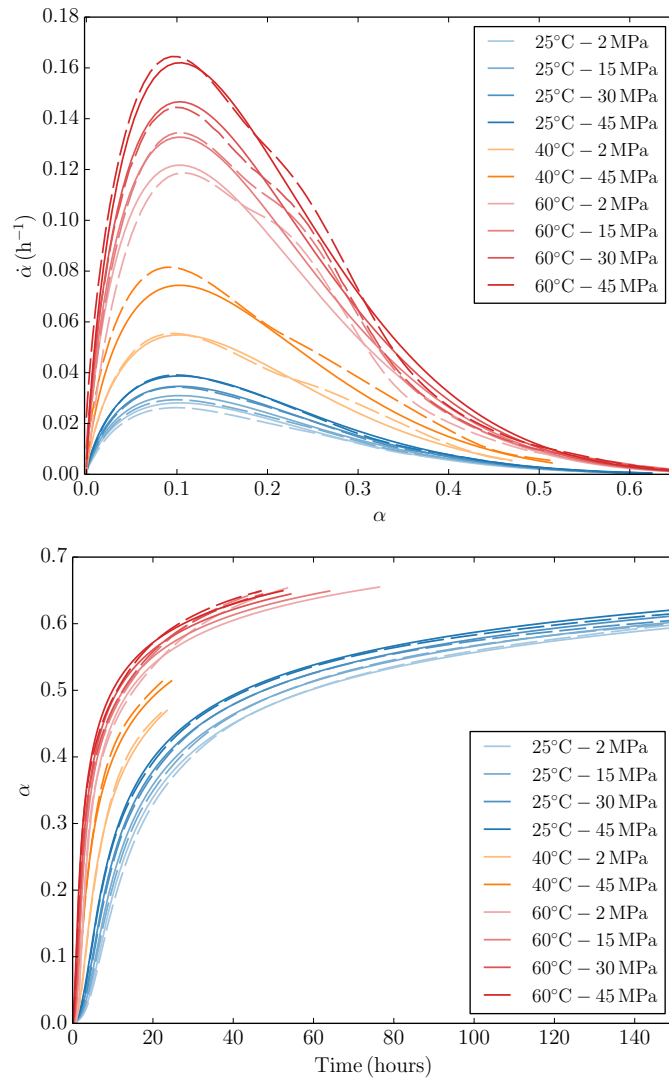 0.18
0.16
0.14
0.12
0.10
0.08
0.06
0.04
0.02
0.00
α̇ (h⁻¹)
25°C − 2 MPa
25°C − 15 MPa
25°C − 30 MPa
25°C − 45 MPa
40°C − 2 MPa
40°C − 45 MPa
60°C − 2 MPa
60°C − 15 MPa
60°C − 30 MPa
60°C − 45 MPa
0.0 0.1 0.2 0.3 0.4 0.5 0.6
α
0.7
0.6
0.5
0.4
0.3
0.2
0.1
0.0
α
25°C − 2 MPa
25°C − 15 MPa
25°C − 30 MPa
25°C − 45 MPa
40°C − 2 MPa
40°C − 45 MPa
60°C − 2 MPa
60°C − 15 MPa
60°C − 30 MPa
60°C − 45 MPa
0 20 40 60 80 100 120 140
Time (hours)